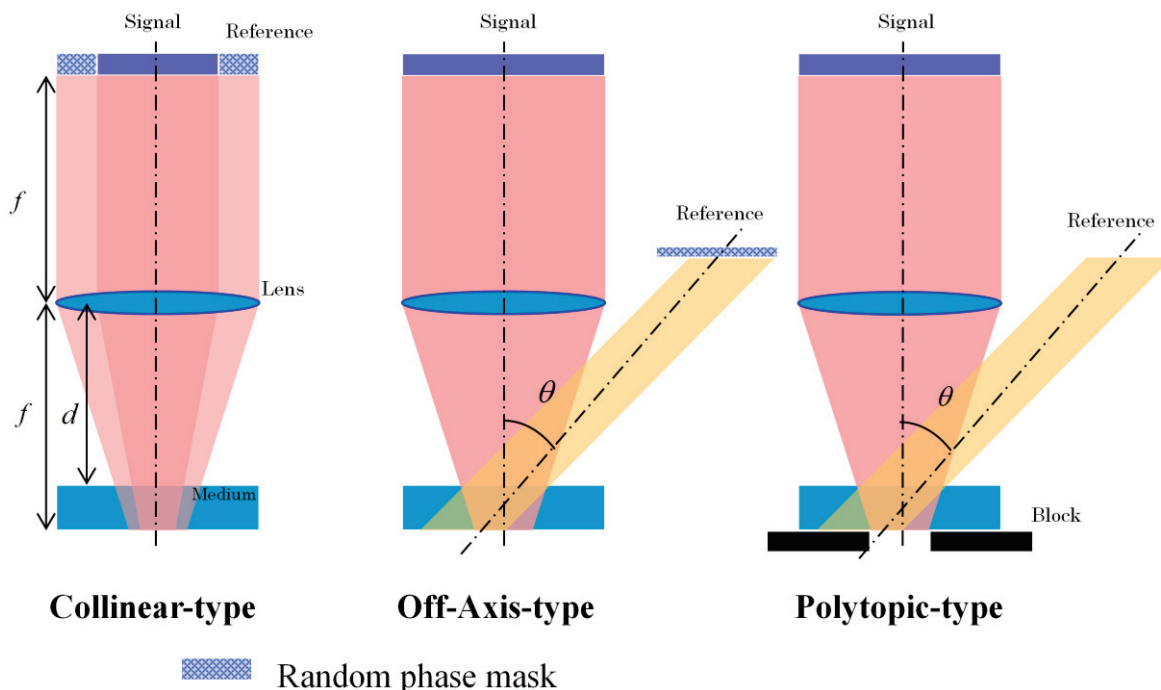 Signal
Reference
f
Lens
f
d
Medium
Collinear-type
Signal
Reference
θ
Off-Axis-type
Signal
Reference
θ
Block
Polytopic-type
Random phase mask